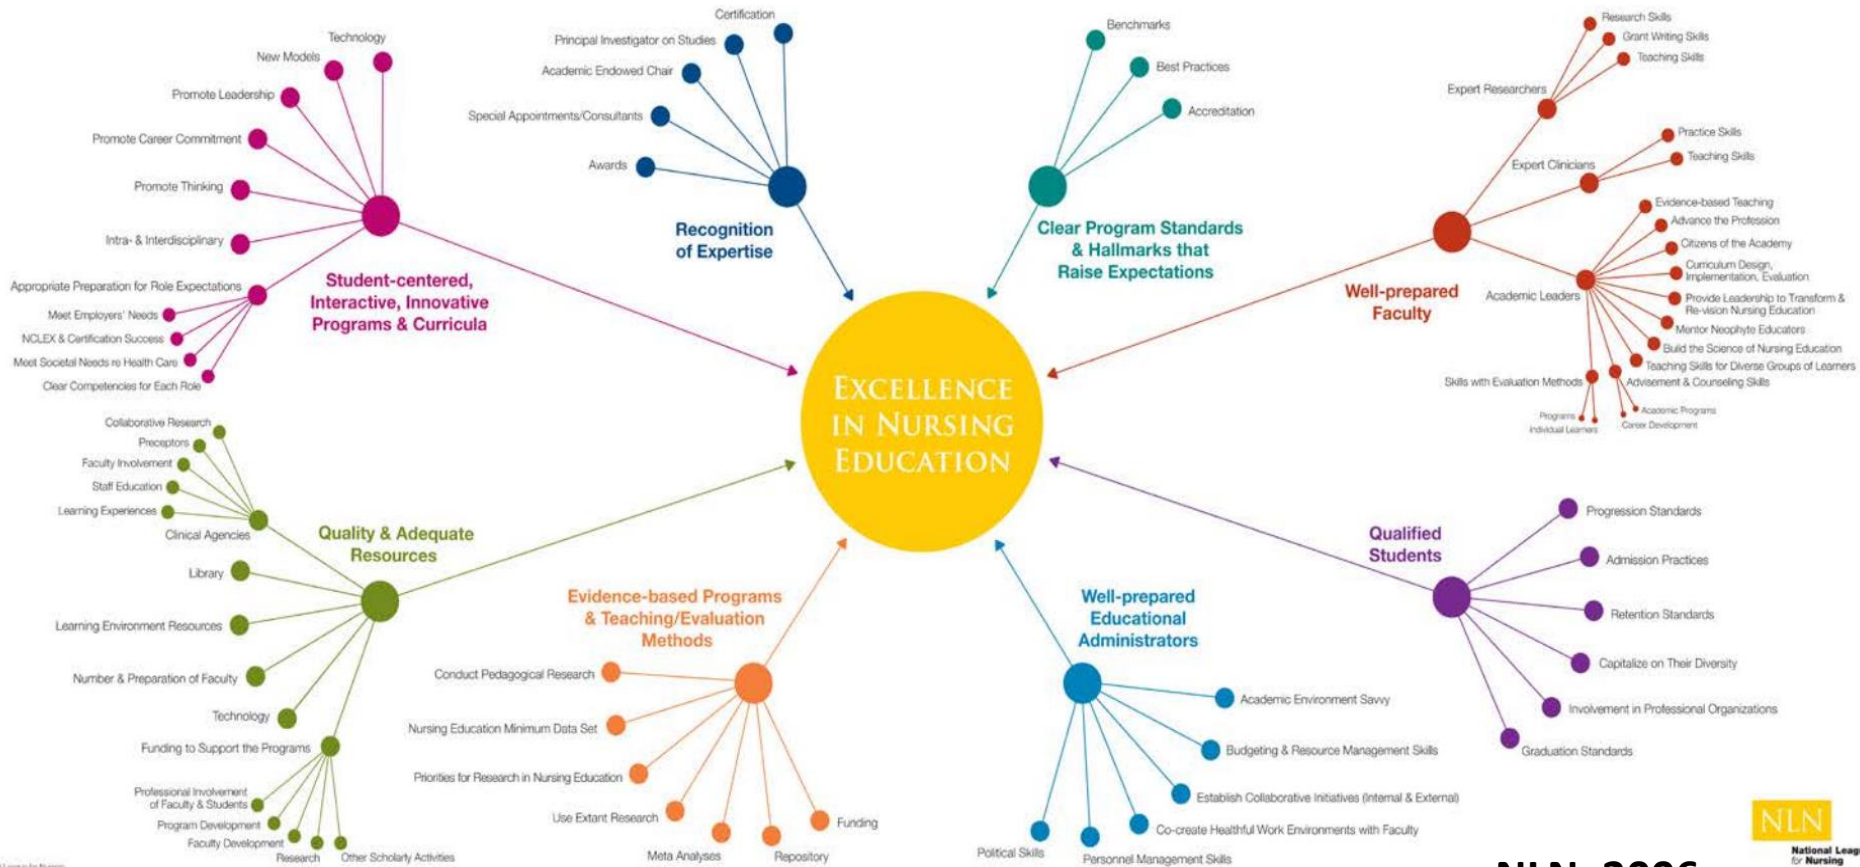 Technology
New Models
Promote Leadership
Promote Career Commitment
Promote Thinking
Intra- & Interdisciplinary
Appropriate Preparation for Role Expectations
Meet Employers' Needs
NCLEX & Certification Success
Meet Societal Needs re Health Care
Clear Competencies for Each Role
Student-centered,
Interactive, Innovative
Programs & Curricula
Certification
Principal Investigator on Studies
Academic Endowed Chair
Special Appointments/Consultants
Awards
Recognition
of Expertise
Benchmarks
Best Practices
Accreditation
Clear Program Standards
& Hallmarks that
Raise Expectations
Research Skills
Grant Writing Skills
Teaching Skills
Expert Researchers
Practice Skills
Teaching Skills
Expert Clinicians
Evidence-based Teaching
Advance the Profession
Citizens of the Academy
Curriculum Design,
Implementation, Evaluation
Academic Leaders
Provide Leadership to Transform &
Re-vision Nursing Education
Mentor Neophyte Educators
Build the Science of Nursing Education
Teaching Skills for Diverse Groups of Learners
Skills with Evaluation Methods
Advisement & Counseling Skills
Programs
Individual Learners
Academic Programs
Career Development
Well-prepared
Faculty
EXCELLENCE
IN NURSING
EDUCATION
Collaborative Research
Preceptors
Faculty Involvement
Staff Education
Learning Experiences
Clinical Agencies
Library
Learning Environment Resources
Number & Preparation of Faculty
Technology
Funding to Support the Programs
Professional Involvement
of Faculty & Students
Program Development
Faculty Development
Research
Other Scholarly Activities
Quality & Adequate
Resources
Evidence-based Programs
& Teaching/Evaluation
Methods
Conduct Pedagogical Research
Nursing Education Minimum Data Set
Priorities for Research in Nursing Education
Use Extant Research
Meta Analyses
Repository
Funding
Well-prepared
Educational
Administrators
Academic Environment Savvy
Budgeting & Resource Management Skills
Establish Collaborative Initiatives (Internal & External)
Co-create Healthful Work Environments with Faculty
Personnel Management Skills
Political Skills
Qualified
Students
Progression Standards
Admission Practices
Retention Standards
Capitalize on Their Diversity
Involvement in Professional Organizations
Graduation Standards
NLN
National Leag
for Nursing